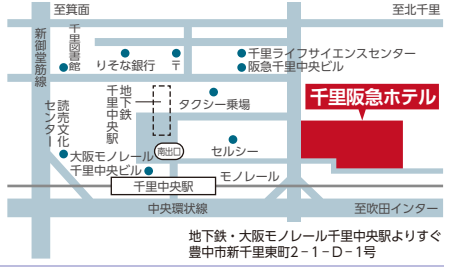 至箕面
至北千里
新御堂筋線
千里図書館
りそな銀行
〒
千里ライフサイエンスセンター
阪急千里中央ビル
地下鉄
千里中央駅
タクシー乗場
千里阪急ホテル
読売文化
センター
南出口
セルシー
大阪モノレール
千里中央ビル
モノレール
千里中央駅
中央環状線
至吹田インター
地下鉄・大阪モノレール千里中央駅よりすぐ
豊中市新千里東町2-1-D-1号